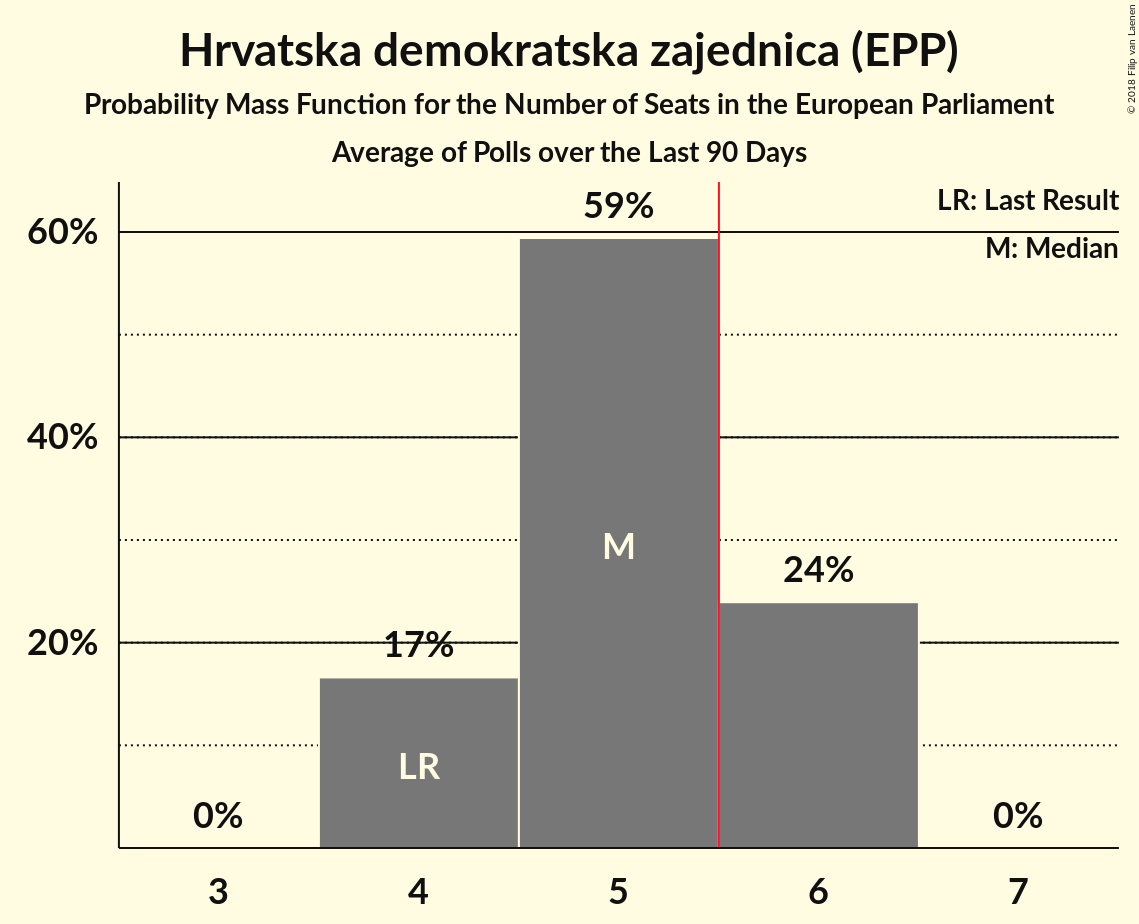 Hrvatska demokratska zajednica (EPP)
Probability Mass Function for the Number of Seats in the European Parliament
Average of Polls over the Last 90 Days
© 2018 Filip van Laenen
LR: Last Result
M: Median
60%
40%
20%
0%
17%
59%
24%
0%
LR
M
3
4
5
6
7